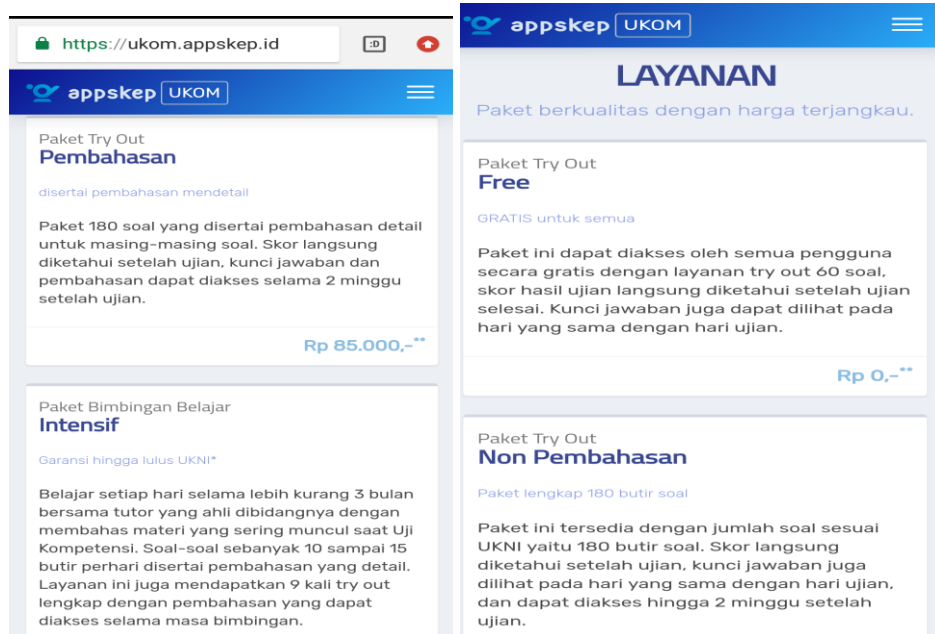 https://ukom.appskep.id
:D
appskep UKOM
Paket Try Out
Pembahasan
disertai pembahasan mendetail
Paket 180 soal yang disertai pembahasan detail
untuk masing-masing soal. Skor langsung
diketahui setelah ujian, kunci jawaban dan
pembahasan dapat diakses selama 2 minggu
setelah ujian.
Rp 85.000,-**
Paket Bimbingan Belajar
Intensif
Garansi hingga lulus UKNI*
Belajar setiap hari selama lebih kurang 3 bulan
bersama tutor yang ahli dibidangnya dengan
membahas materi yang sering muncul saat Uji
Kompetensi. Soal-soal sebanyak 10 sampai 15
butir perhari disertai pembahasan yang detail.
Layanan ini juga mendapatkan 9 kali try out
lengkap dengan pembahasan yang dapat
diakses selama masa bimbingan.
appskep UKOM
LAYANAN
Paket berkualitas dengan harga terjangkau.
Paket Try Out
Free
GRATIS untuk semua
Paket ini dapat diakses oleh semua pengguna
secara gratis dengan layanan try out 60 soal,
skor hasil ujian langsung diketahui setelah ujian
selesai. Kunci jawaban juga dapat dilihat pada
hari yang sama dengan hari ujian.
Rp 0,-**
Paket Try Out
Non Pembahasan
Paket lengkap 180 butir soal
Paket ini tersedia dengan jumlah soal sesuai
UKNI yaitu 180 butir soal. Skor langsung
diketahui setelah ujian, kunci jawaban juga
dilihat pada hari yang sama dengan hari ujian,
dan dapat diakses hingga 2 minggu setelah
ujian.